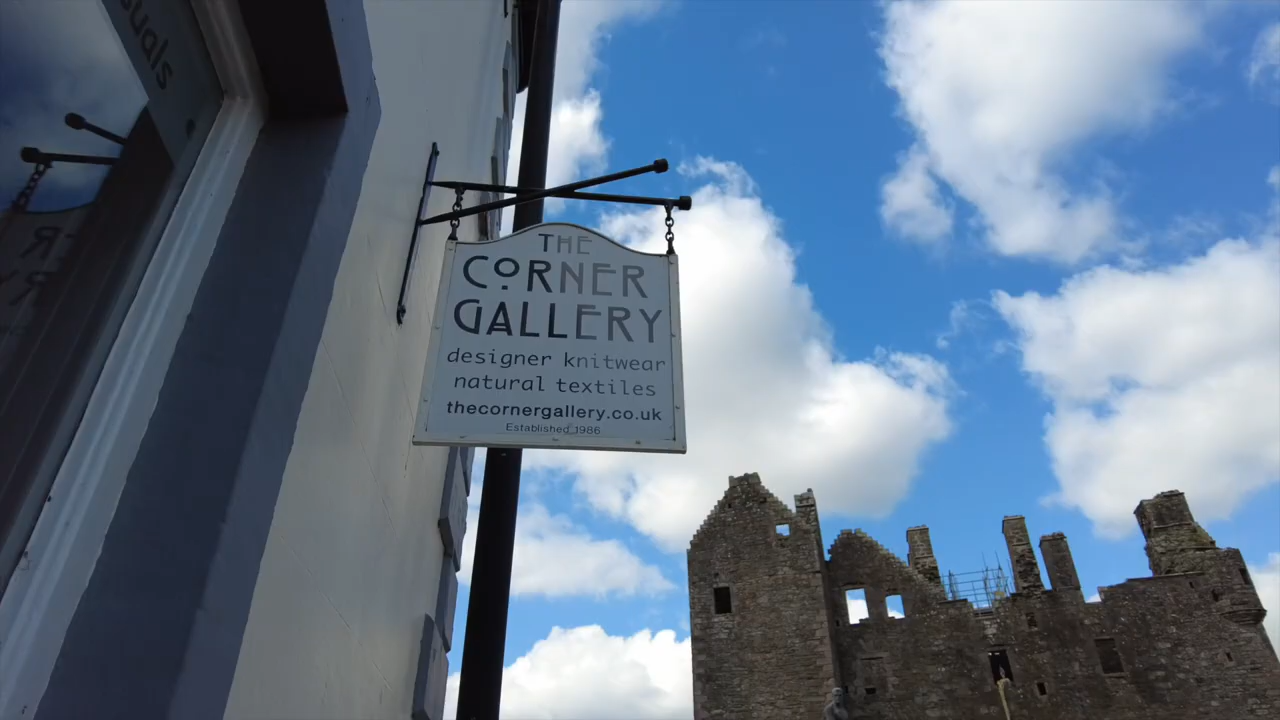 THE
CORNER
GALLERY
designer knitwear
natural textiles
thecornergallery.co.uk
Established 1986